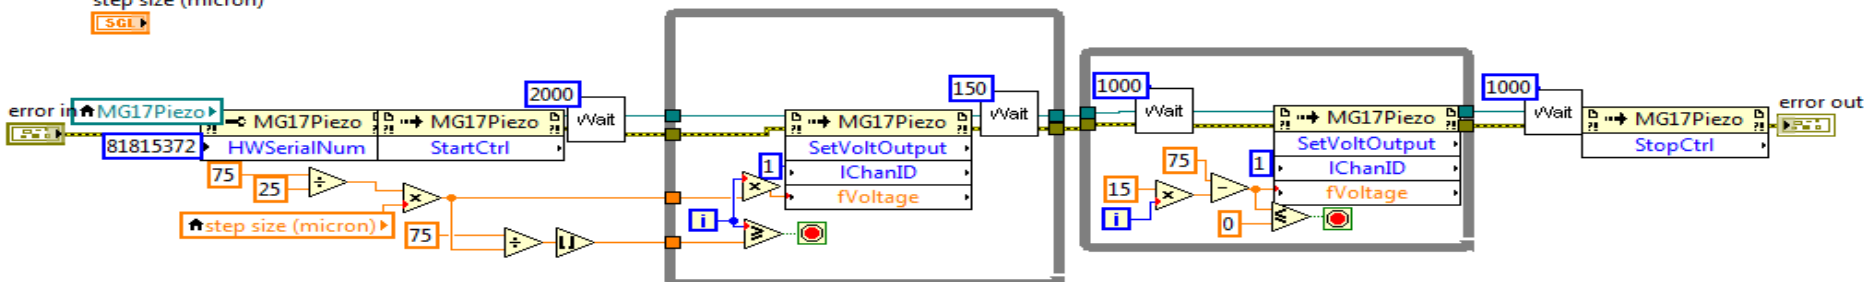 step size (micron)
SGL
error in
MG17Piezo
81815372
MG17Piezo
HWSerialNum
MG17Piezo
StartCtrl
2000
Wait
75
25
step size (micron)
75
i
1
MG17Piezo
SetVoltOutput
lChanID
fVoltage
150
Wait
1000
Wait
15
i
75
0
1
MG17Piezo
SetVoltOutput
lChanID
fVoltage
1000
Wait
MG17Piezo
StopCtrl
error out